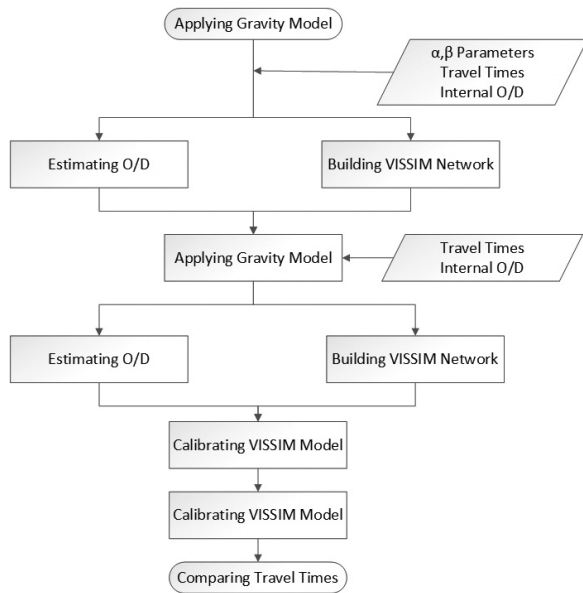 Applying Gravity Model
α,β Parameters
Travel Times
Internal O/D
Estimating O/D
Building VISSIM Network
Applying Gravity Model
Travel Times
Internal O/D
Estimating O/D
Building VISSIM Network
Calibrating VISSIM Model
Calibrating VISSIM Model
Comparing Travel Times